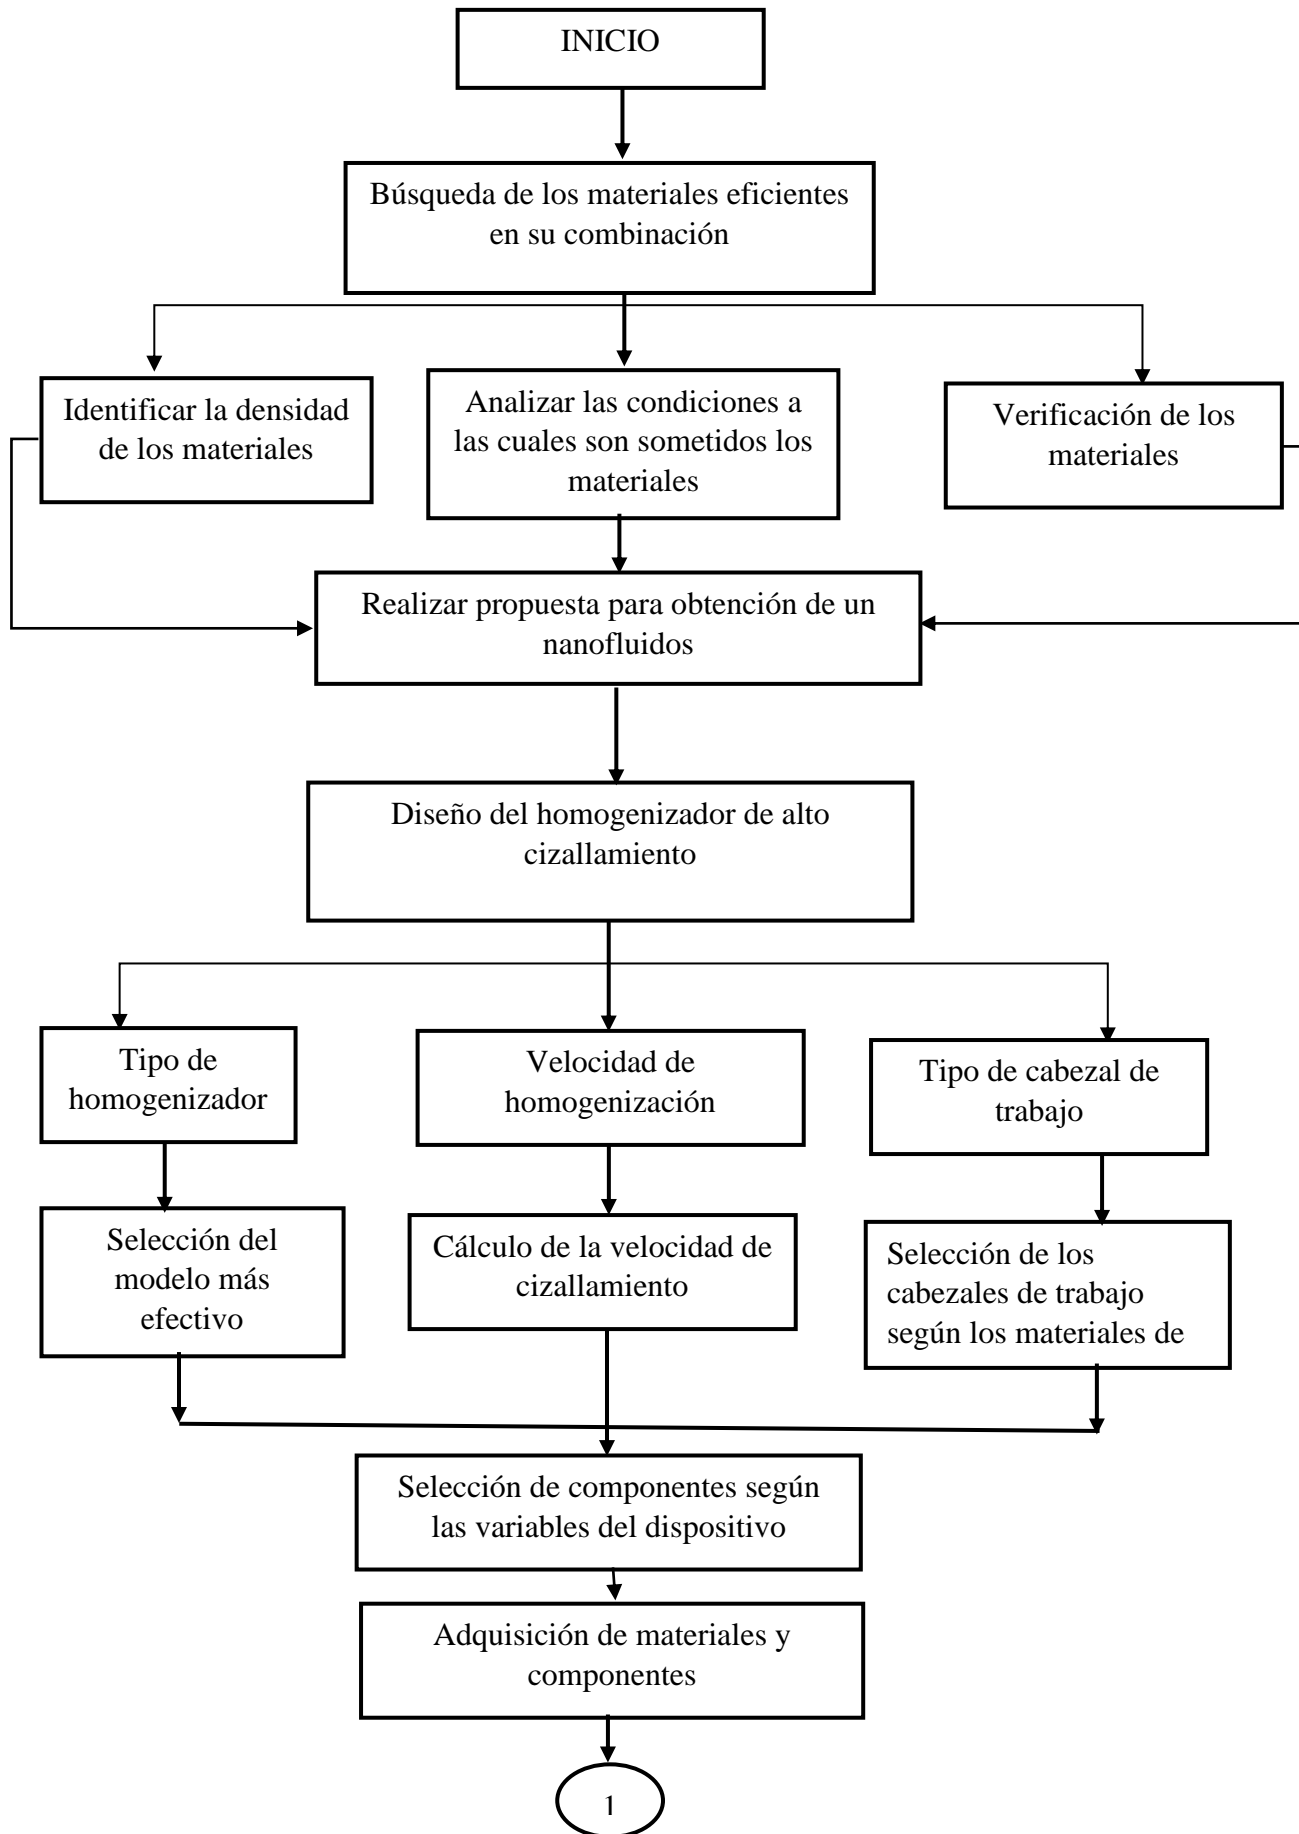 INICIO
Búsqueda de los materiales eficientes
en su combinación
Identificar la densidad
de los materiales
Analizar las condiciones a
las cuales son sometidos los
materiales
Verificación de los
materiales
Realizar propuesta para obtención de un
nanofluidos
Diseño del homogenizador de alto
cizallamiento
Tipo de
homogenizador
Velocidad de
homogenización
Tipo de cabezal de
trabajo
Selección del
modelo más
efectivo
Cálculo de la velocidad de
cizallamiento
Selección de los
cabezales de trabajo
según los materiales de
Selección de componentes según
las variables del dispositivo
Adquisición de materiales y
componentes
1